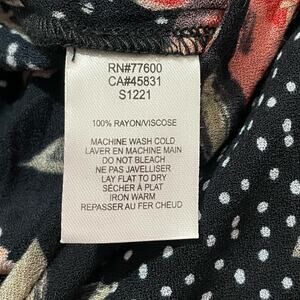 RN#77600
CA#45831
S1221
100% RAYON/VISCOSE
MACHINE WASH COLD
LAVER EN MACHINE MAIN
DO NOT BLEACH
NE PAS JAVELLISER
LAY FLAT TO DRY
SÉCHER À PLAT
IRON WARM
REPASSER AU FER CHEUD